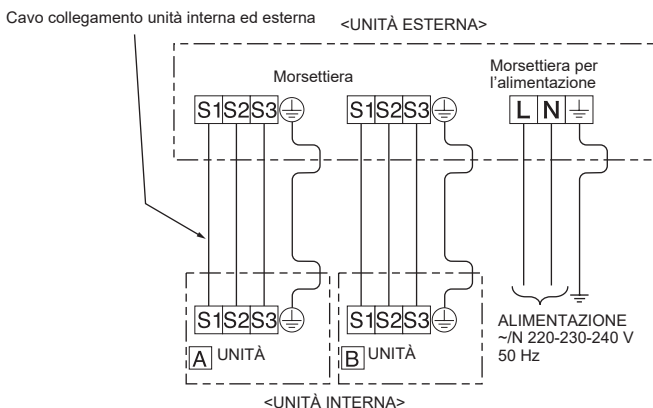 Cavo collegamento unità interna ed esterna
<UNITÀ ESTERNA>
Morsettiera
Morsettiera per
l'alimentazione
S1 S2 S3
S1 S2 S3
L N
S1 S2 S3
S1 S2 S3
A UNITÀ
B UNITÀ
ALIMENTAZIONE
~/N 220-230-240 V
50 Hz
<UNITÀ INTERNA>